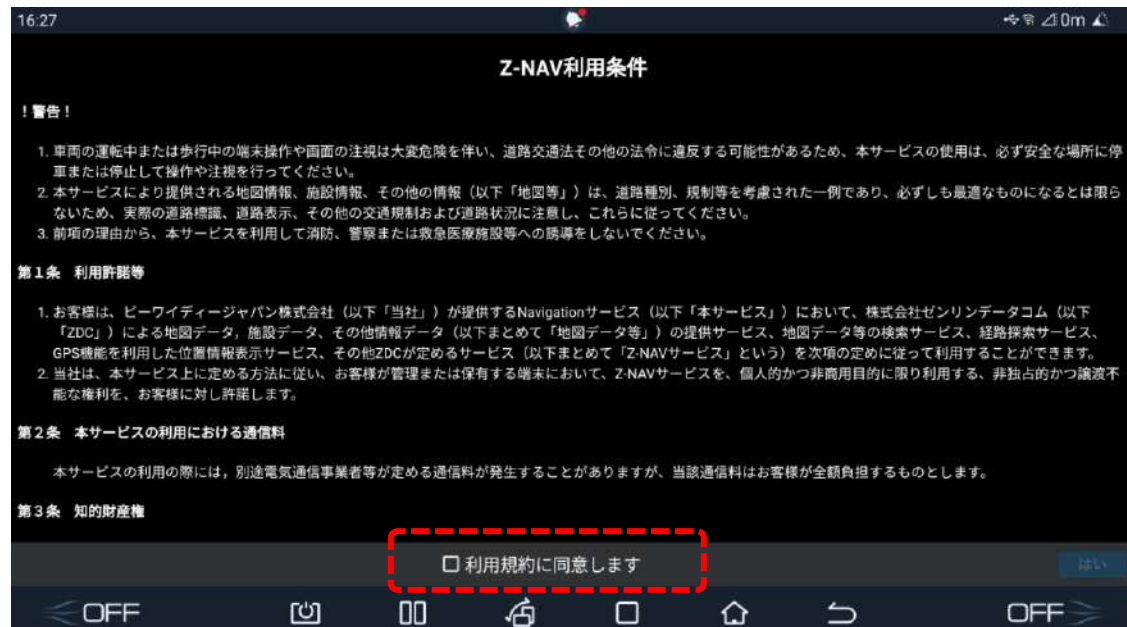 16:27
0m
Z-NAV利用条件
！警告！
1. 車両の運転中または歩行中の端末操作や画面の注視は大変危険を伴い、道路交通法その他の法令に違反する可能性があるため、本サービスの使用は、必ず安全な場所に停
車または停止して操作や注視を行ってください。
2. 本サービスにより提供される地図情報、施設情報、その他の情報（以下「地図等」）は、道路種別、規制等を考慮された一例であり、必ずしも最適なものになるとは限ら
ないため、実際の道路標識、道路表示、その他の交通規制および道路状況に注意し、これらに従ってください。
3. 前項の理由から、本サービスを利用して消防、警察または救急医療施設等への誘導をしないでください。
第１条　利用許諾等
1. お客様は、ビーワイディージャパン株式会社（以下「当社」）が提供するNavigationサービス（以下「本サービス」）において、株式会社ゼンリンデータコム（以下
「ZDC」）による地図データ，施設データ、その他情報データ（以下まとめて「地図データ等」）の提供サービス、地図データ等の検索サービス、経路探索サービス、
GPS機能を利用した位置情報表示サービス、その他ZDCが定めるサービス（以下まとめて「Z-NAVサービス」という）を次項の定めに従って利用することができます。
2. 当社は、本サービス上に定める方法に従い、お客様が管理または保有する端末において、Z-NAVサービスを、個人的かつ非商用目的に限り利用する、非独占的かつ譲渡不
能な権利を、お客様に対し許諾します。
第２条　本サービスの利用における通信料
本サービスの利用の際には，別途電気通信事業者等が定める通信料が発生することがありますが、当該通信料はお客様が全額負担するものとします。
第３条　知的財産権
利用規約に同意します
はい
OFF
OFF